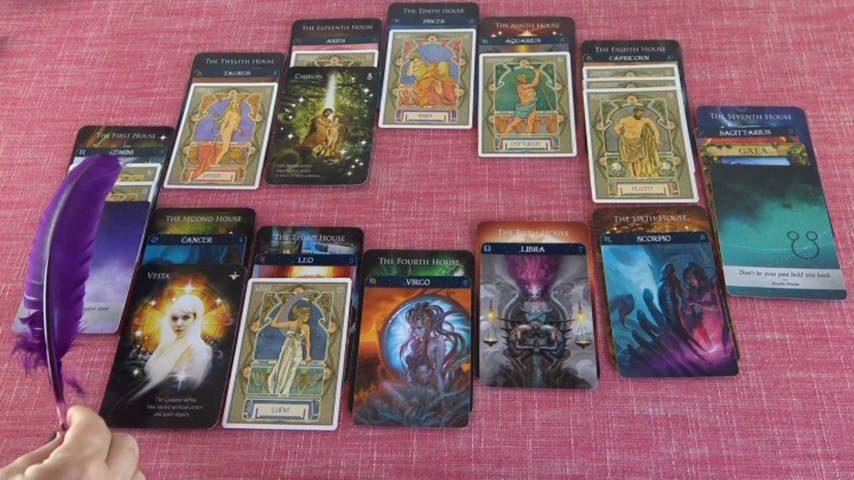 THE TENTH HOUSE
PISCES
THE ELEVENTH HOUSE
ARIES
THE NINTH HOUSE
AQUARIUS
THE TWELFTH HOUSE
TAURUS
CHIRON
THE EIGHTH HOUSE
CAPRICORN
PLUTO
THE SEVENTH HOUSE
SAGITTARIUS
GAEA
Don't let your past hold you back
South Node
THE FIRST HOUSE
GEMINI
THE SECOND HOUSE
CANCER
VESTA
THE THIRD HOUSE
LEO
THE FOURTH HOUSE
VIRGO
THE FIFTH HOUSE
LIBRA
THE SIXTH HOUSE
SCORPIO